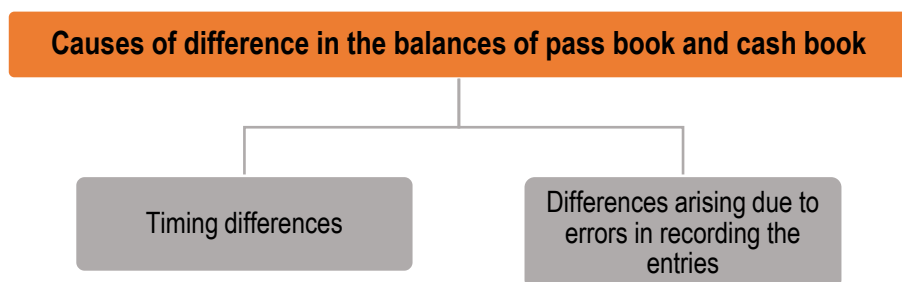 Causes of difference in the balances of pass book and cash book
Timing differences
Differences arising due to
errors in recording the
entries